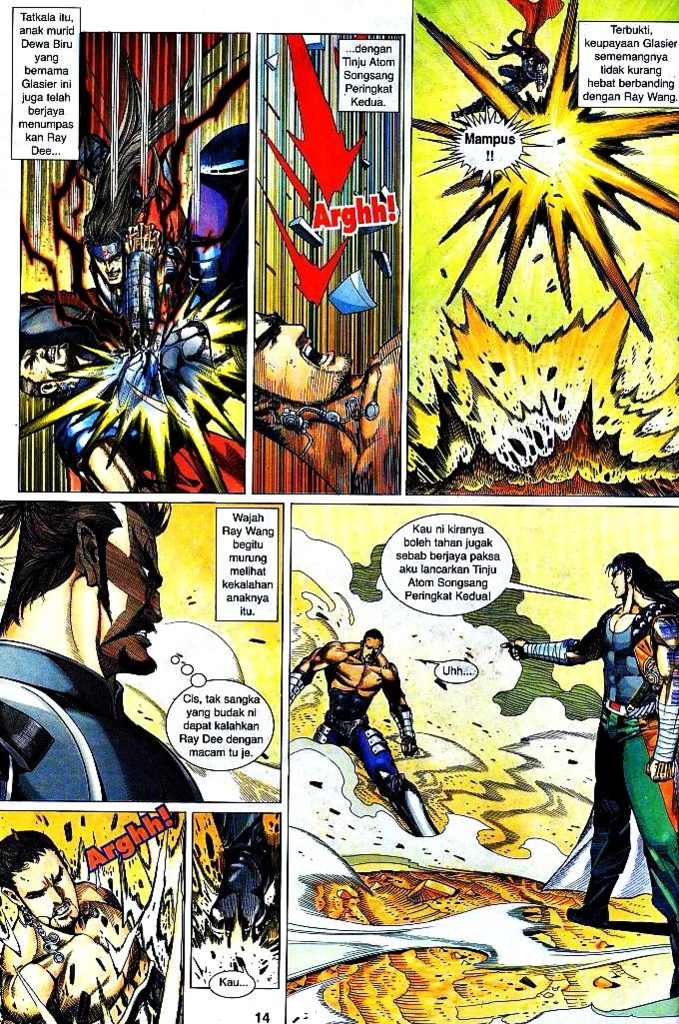 Tatkala itu,
anak murid
Dewa Biru
yang
bernama
Glasier ini
juga telah
berjaya
menumpas
kan Ray
Dee...
...dengan
Tinju Atom
Songsang
Peringkat
Kedua.
Arghh!
Terbukti,
keupayaan Glasier
sememangnya
tidak kurang
hebat berbanding
dengan Ray Wang.
Mampus
!!
Wajah
Ray Wang
begitu
murung
melihat
kekalahan
anaknya
itu.
Cis, tak sangka
yang budak ni
dapat kalahkan
Ray Dee dengan
macam tu je.
Kau ni kiranya
boleh tahan jugak
sebab berjaya paksa
aku lancarkan Tinju
Atom Songsang
Peringkat Kedua!
Uhh...
Arghh!
Kau...
14